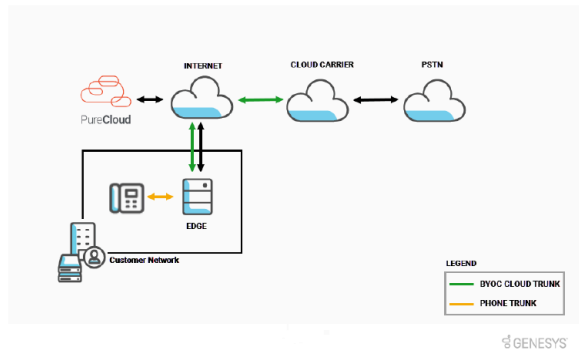 INTERNET
CLOUD CARRIER
PSTN
PureCloud
EDGE
Customer Network
LEGEND
BYOC CLOUD TRUNK
PHONE TRUNK
GENESYS